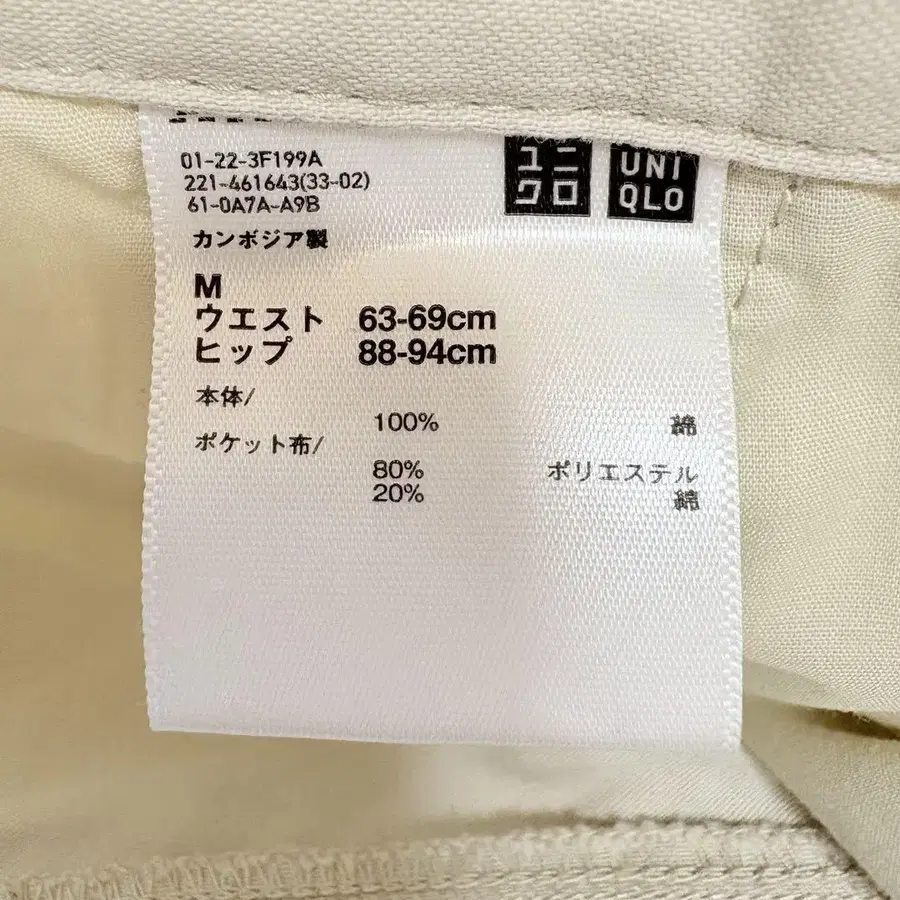 01-22-3F199A
221-461643(33-02)
61-0A7A-A9B
ユニ
クロ
UNI
QLO
カンボジア製
M
ウエスト 63-69cm
ヒップ 88-94cm
本体/
100% 綿
ポケット布/
80% ポリエステル
20% 綿